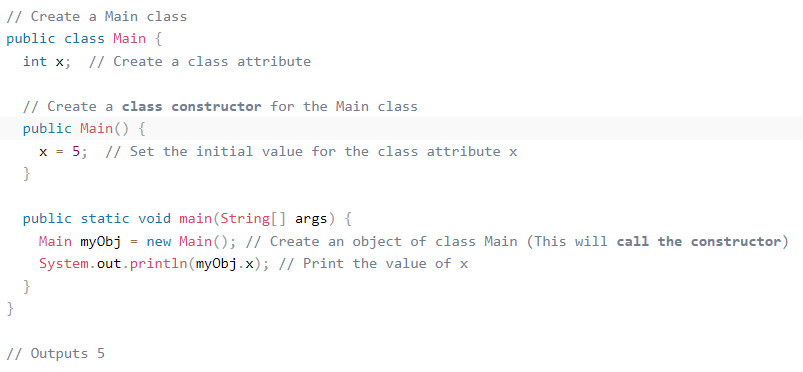 // Create a Main class
public class Main {
  int x;  // Create a class attribute

  // Create a class constructor for the Main class
  public Main() {
    x = 5;  // Set the initial value for the class attribute x
  }

  public static void main(String[] args) {
    Main myObj = new Main(); // Create an object of class Main (This will call the constructor)
    System.out.println(myObj.x); // Print the value of x
  }
}

// Outputs 5